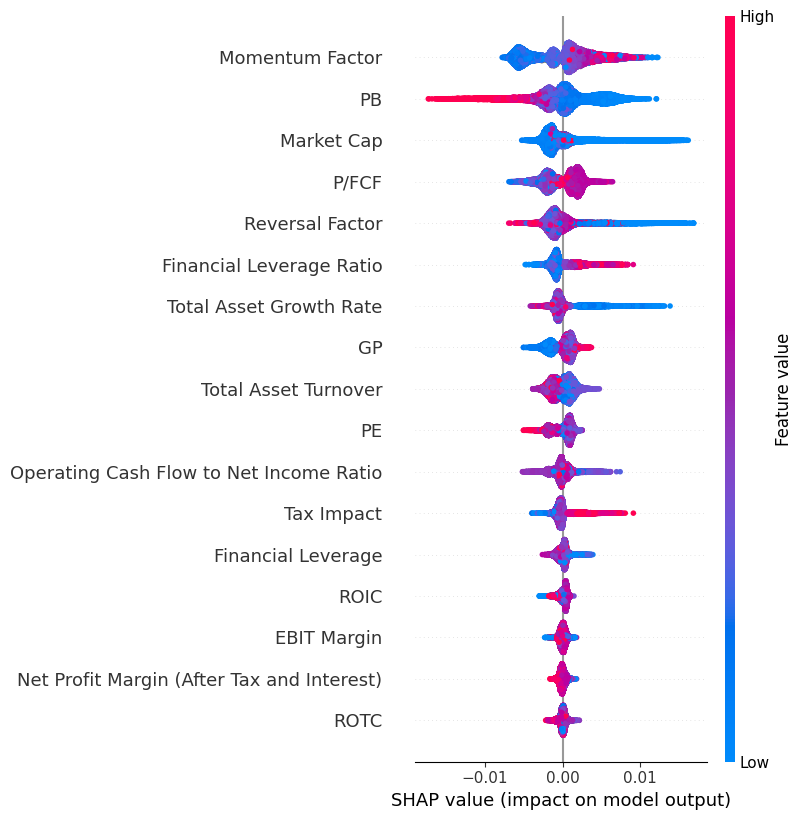 High
Momentum Factor
PB
Market Cap
P/FCF
Reversal Factor
Financial Leverage Ratio
Total Asset Growth Rate
GP
Total Asset Turnover
PE
Operating Cash Flow to Net Income Ratio
Tax Impact
Financial Leverage
ROIC
EBIT Margin
Net Profit Margin (After Tax and Interest)
ROTC
Feature value
Low
−0.01 0.00 0.01
SHAP value (impact on model output)